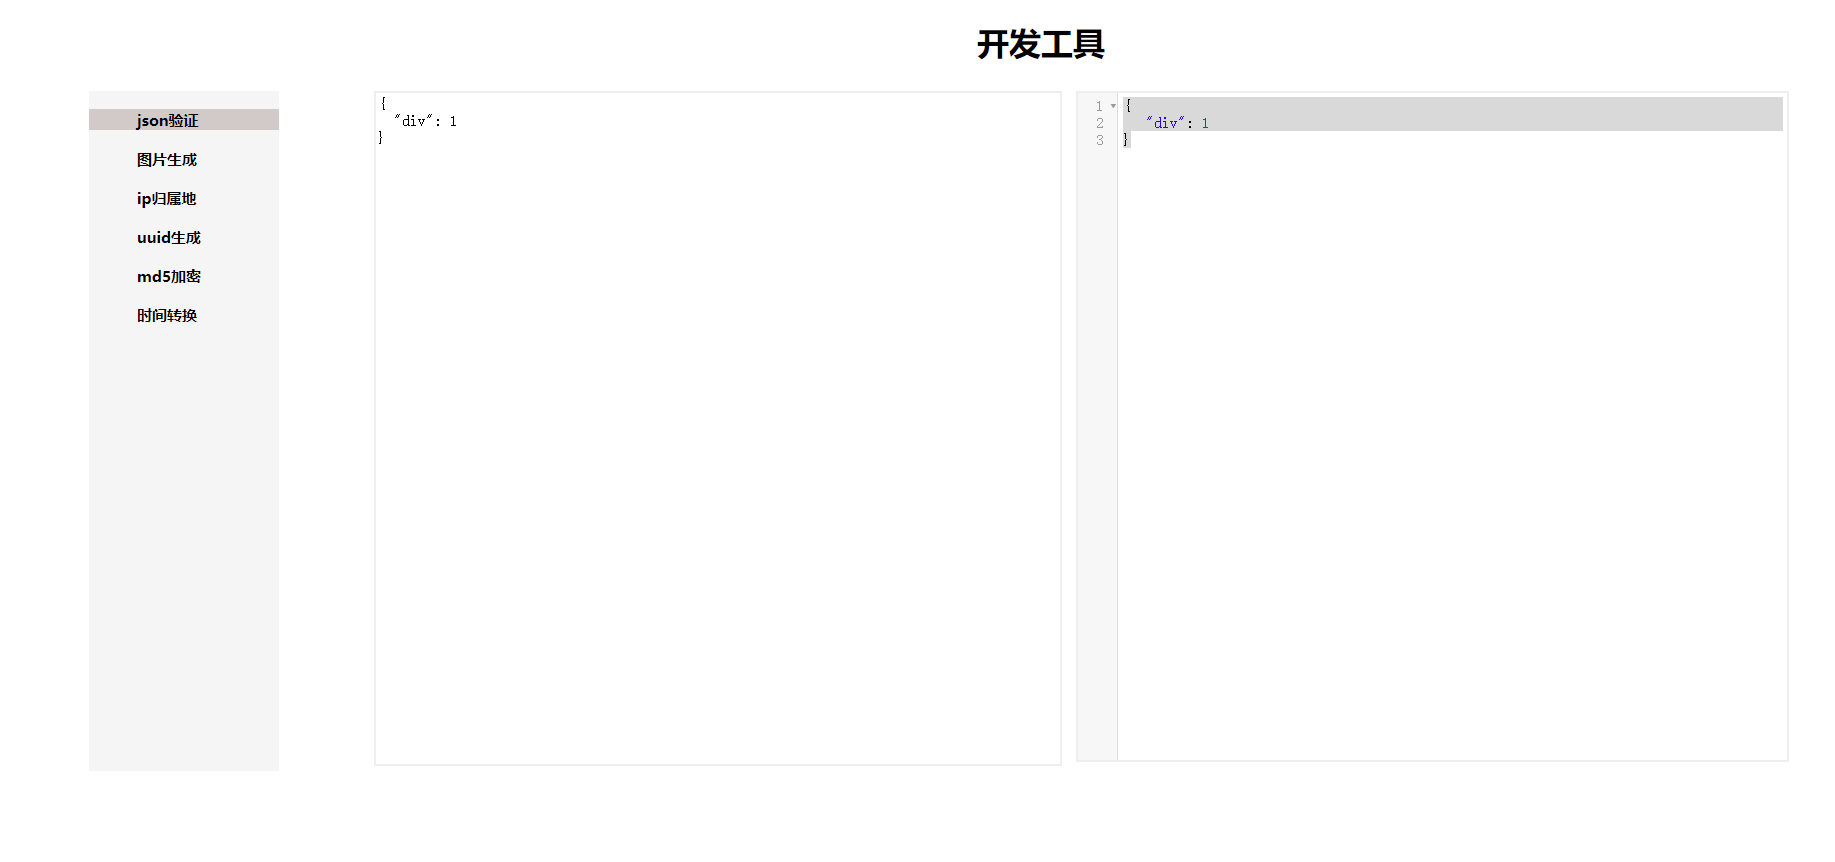 开发工具
json验证
图片生成
ip归属地
uuid生成
md5加密
时间转换
{
"div": 1
}
1 {
2 "div": 1
3 }